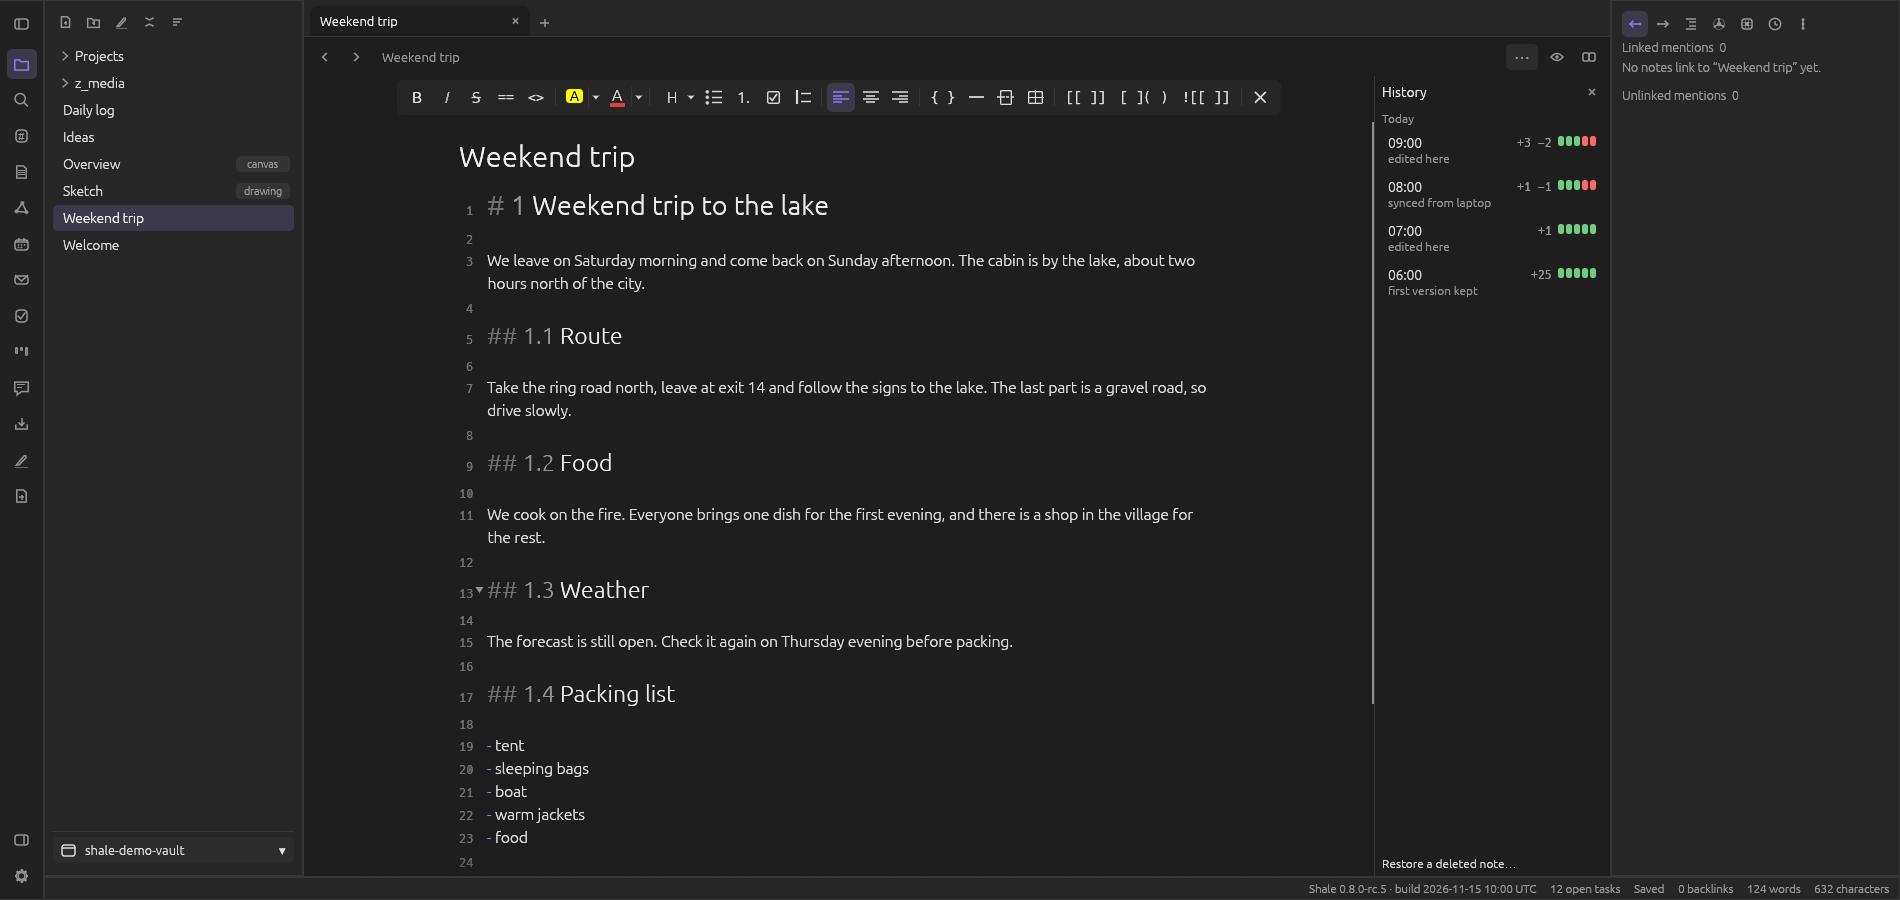 Projects
z_media
Daily log
Ideas
Overview canvas
Sketch drawing
Weekend trip
Welcome
shale-demo-vault
Weekend trip
Weekend trip
B I S == <> A A H 1. { } — [[ ]] [ ]( ) ![[ ]]
Weekend trip
1 # 1 Weekend trip to the lake
2
3 We leave on Saturday morning and come back on Sunday afternoon. The cabin is by the lake, about two
hours north of the city.
4
5 ## 1.1 Route
6
7 Take the ring road north, leave at exit 14 and follow the signs to the lake. The last part is a gravel road, so
drive slowly.
8
9 ## 1.2 Food
10
11 We cook on the fire. Everyone brings one dish for the first evening, and there is a shop in the village for
the rest.
12
13 ## 1.3 Weather
14
15 The forecast is still open. Check it again on Thursday evening before packing.
16
17 ## 1.4 Packing list
18
19 - tent
20 - sleeping bags
21 - boat
22 - warm jackets
23 - food
24
History
Today
09:00 +3 −2
edited here
08:00 +1 −1
synced from laptop
07:00 +1
edited here
06:00 +25
first version kept
Restore a deleted note…
Linked mentions 0
No notes link to “Weekend trip” yet.
Unlinked mentions 0
Shale 0.8.0-rc.5 · build 2026-11-15 10:00 UTC 12 open tasks Saved 0 backlinks 124 words 632 characters